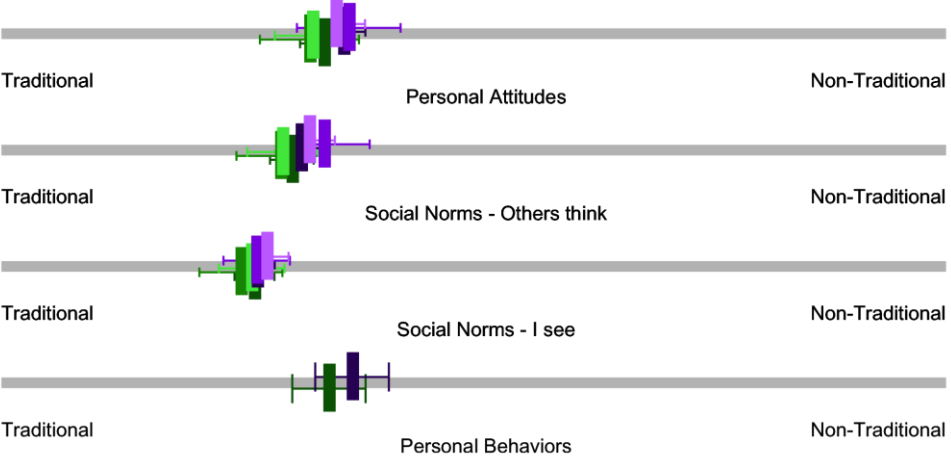 Traditional Non-Traditional
Personal Attitudes
Traditional Non-Traditional
Social Norms - Others think
Traditional Non-Traditional
Social Norms - I see
Traditional Non-Traditional
Personal Behaviors